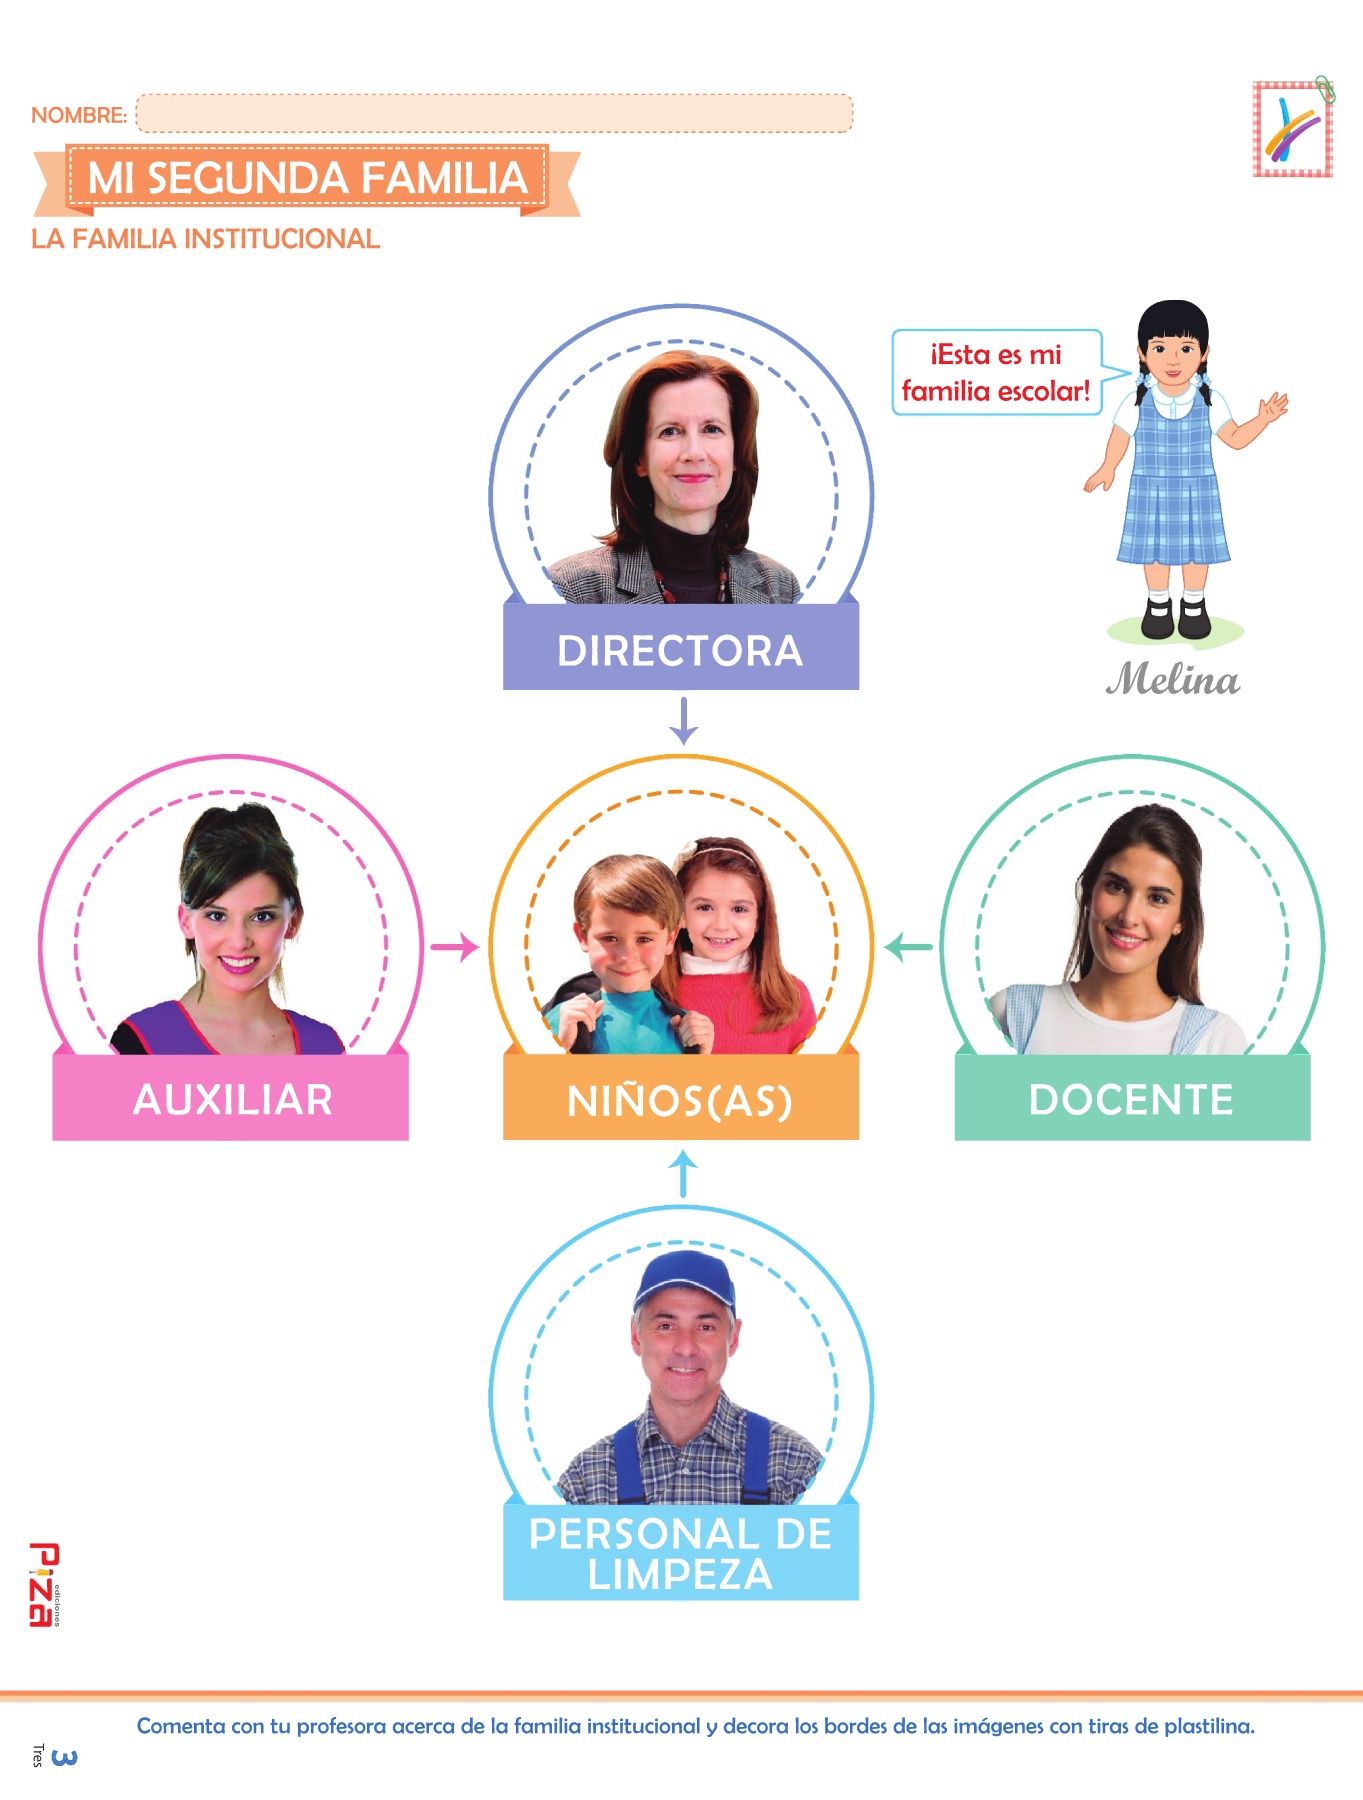 NOMBRE:
MI SEGUNDA FAMILIA
LA FAMILIA INSTITUCIONAL
¡Esta es mi
familia escolar!
DIRECTORA
Melina
AUXILIAR
NIÑOS(AS)
DOCENTE
PERSONAL DE
LIMPEZA
Piza
ediciones
Comenta con tu profesora acerca de la familia institucional y decora los bordes de las imágenes con tiras de plastilina.
Tres
3